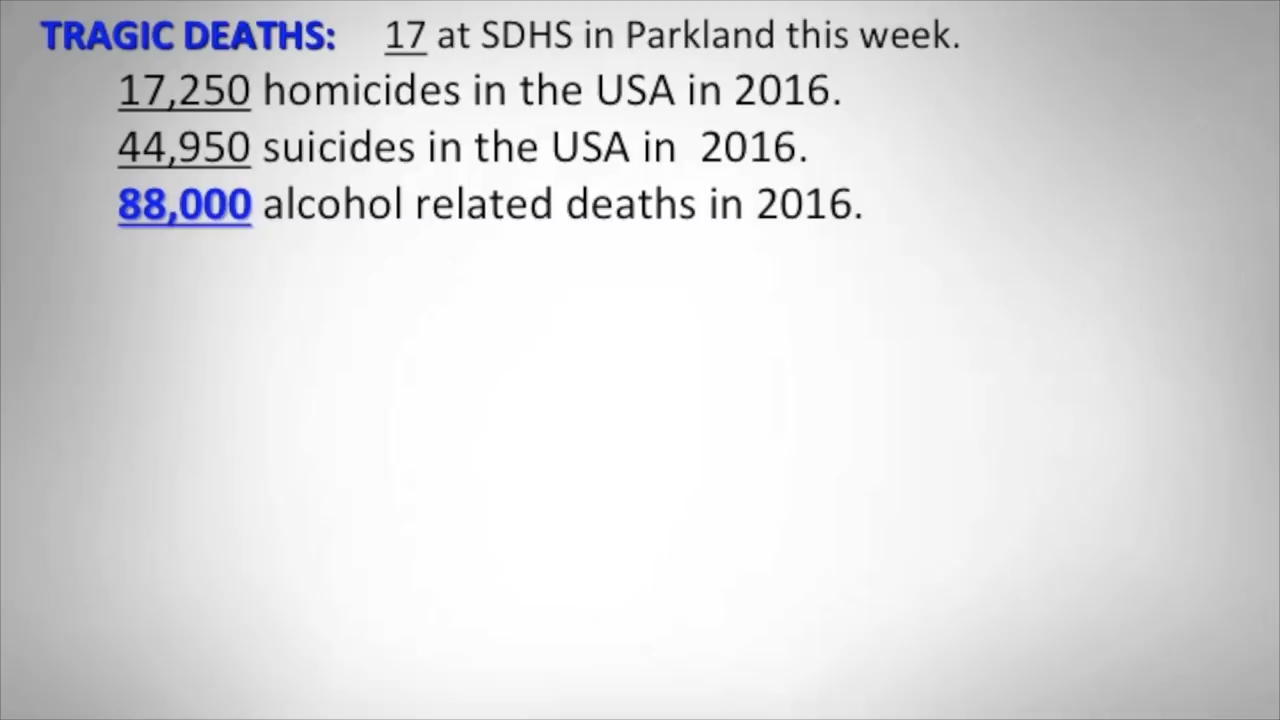 TRAGIC DEATHS: 17 at SDHS in Parkland this week.
17,250 homicides in the USA in 2016.
44,950 suicides in the USA in 2016.
88,000 alcohol related deaths in 2016.